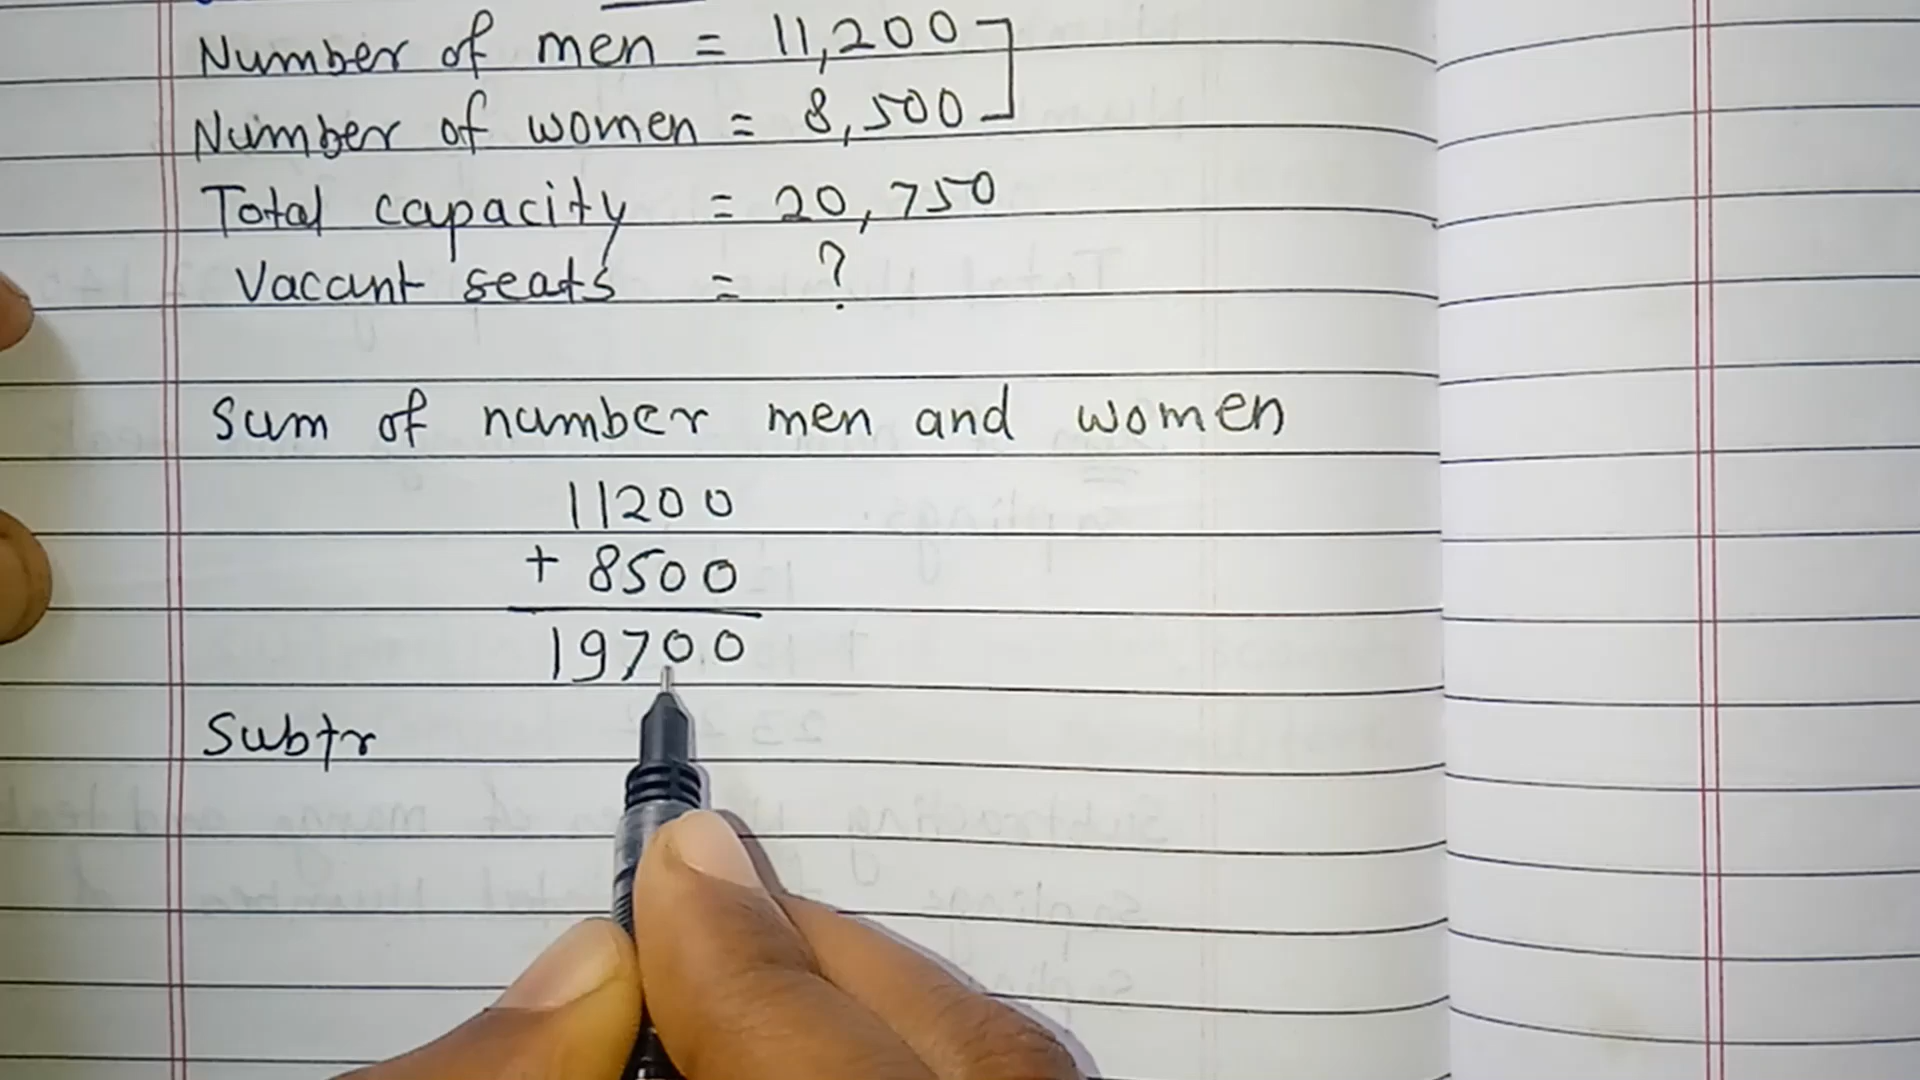 Number of men = 11,200
Number of women = 8,500
Total capacity = 20,750
Vacant seats = ?
Sum of number men and women
11200
+ 8500
19700
Subtr